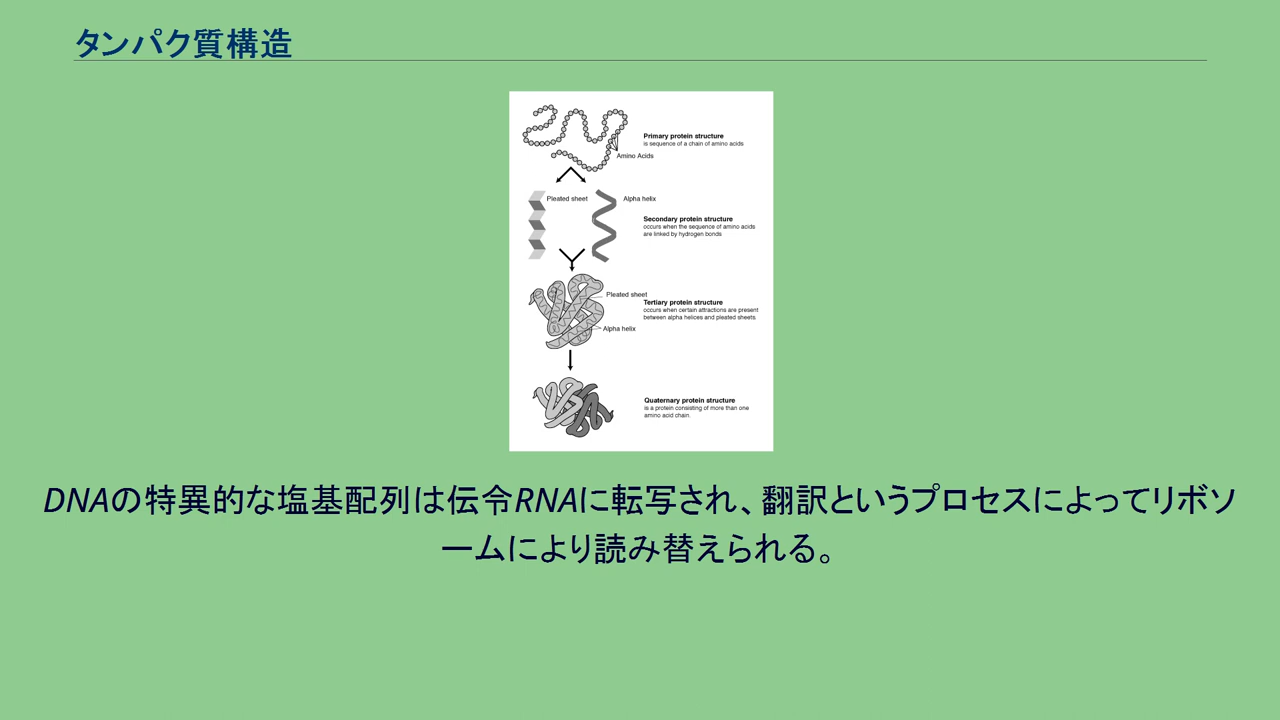 タンパク質構造
Primary protein structure
is sequence of a chain of amino acids
Amino Acids
Pleated sheet
Alpha helix
Secondary protein structure
occurs when the sequence of amino acids
are linked by hydrogen bonds
Pleated sheet
Tertiary protein structure
occurs when certain attractions are present
between alpha helices and pleated sheets.
Alpha helix
Quaternary protein structure
is a protein consisting of more than one
amino acid chain.
DNAの特異的な塩基配列は伝令RNAに転写され、翻訳というプロセスによってリボソ
ームにより読み替えられる。